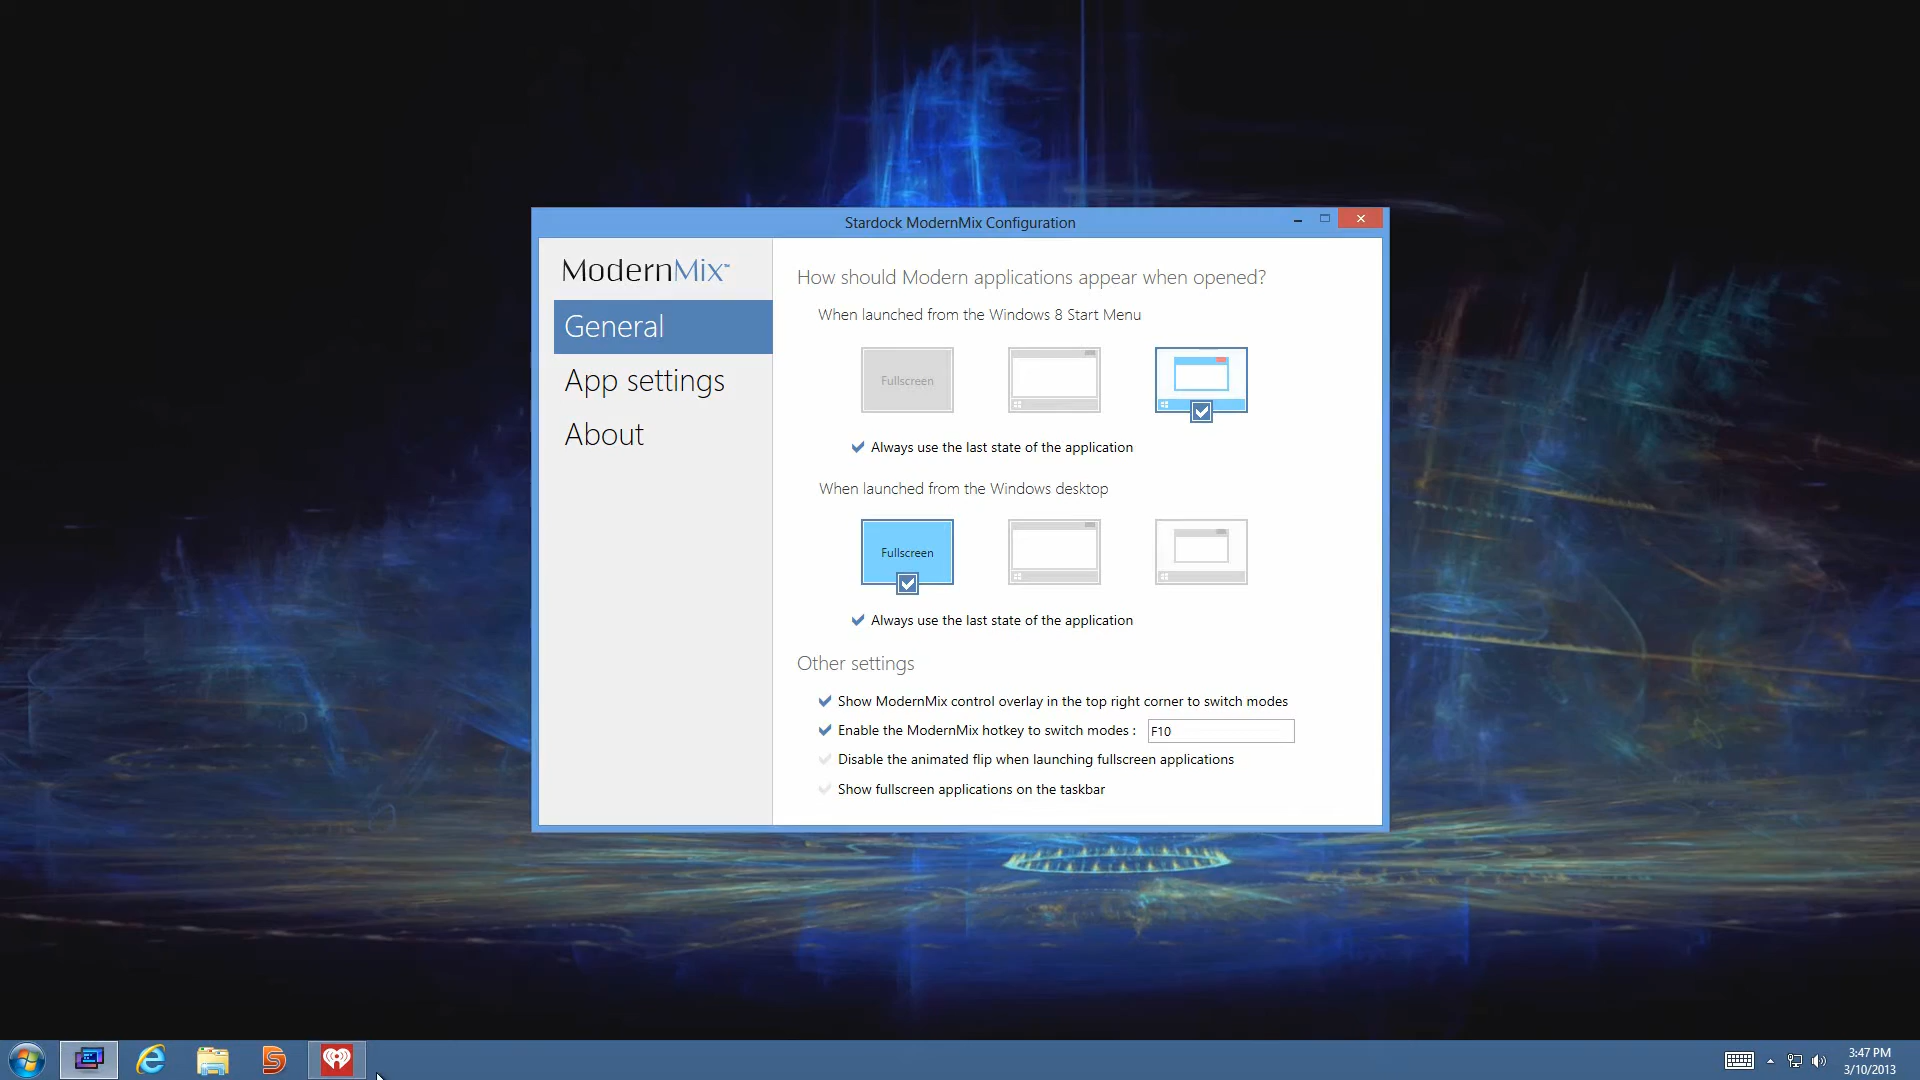 Stardock ModernMix Configuration
ModernMix™
General
App settings
About
How should Modern applications appear when opened?
When launched from the Windows 8 Start Menu
Fullscreen
Always use the last state of the application
When launched from the Windows desktop
Fullscreen
Always use the last state of the application
Other settings
Show ModernMix control overlay in the top right corner to switch modes
Enable the ModernMix hotkey to switch modes : F10
Disable the animated flip when launching fullscreen applications
Show fullscreen applications on the taskbar
3:47 PM
3/10/2013